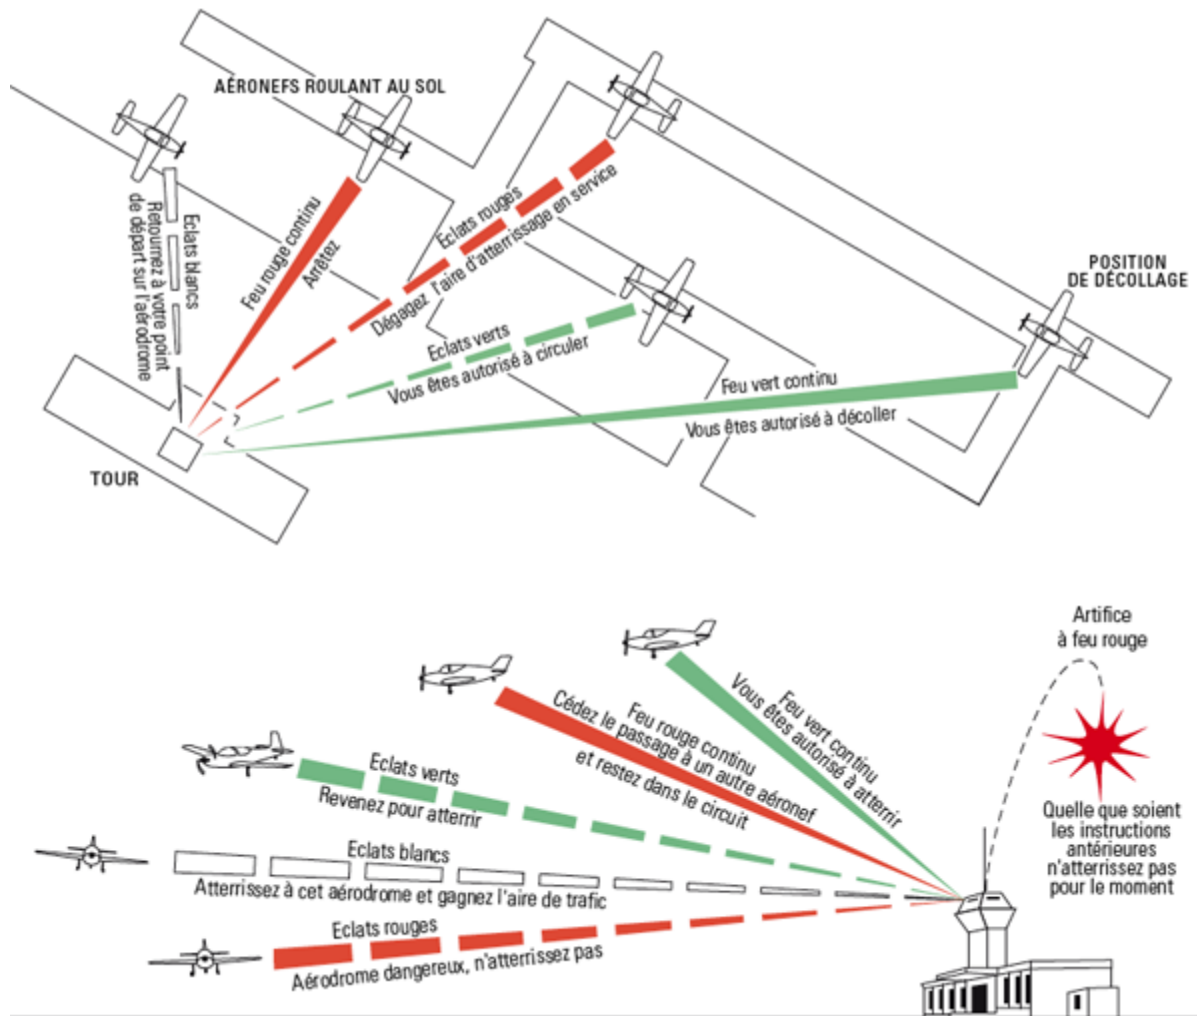 AÉRONEFS ROULANT AU SOL
Eclats blancs
Retournez à votre point
de départ sur l'aérodrome
Feu rouge continu
Arrêtez
Eclats rouges
Dégagez l'aire d'atterrissage en service
Eclats verts
Vous êtes autorisé à circuler
POSITION
DE DÉCOLLAGE
Feu vert continu
Vous êtes autorisé à décoller
TOUR
Artifice
à feu rouge
Feu vert continu
Vous êtes autorisé à atterrir
Feu rouge continu
Cédez le passage à un autre aéronef
et restez dans le circuit
Eclats verts
Revenez pour atterrir
Quelle que soient
les instructions
antérieures
n'atterrissez pas
pour le moment
Eclats blancs
Atterrissez à cet aérodrome et gagnez l'aire de trafic
Eclats rouges
Aérodrome dangereux, n'atterrissez pas